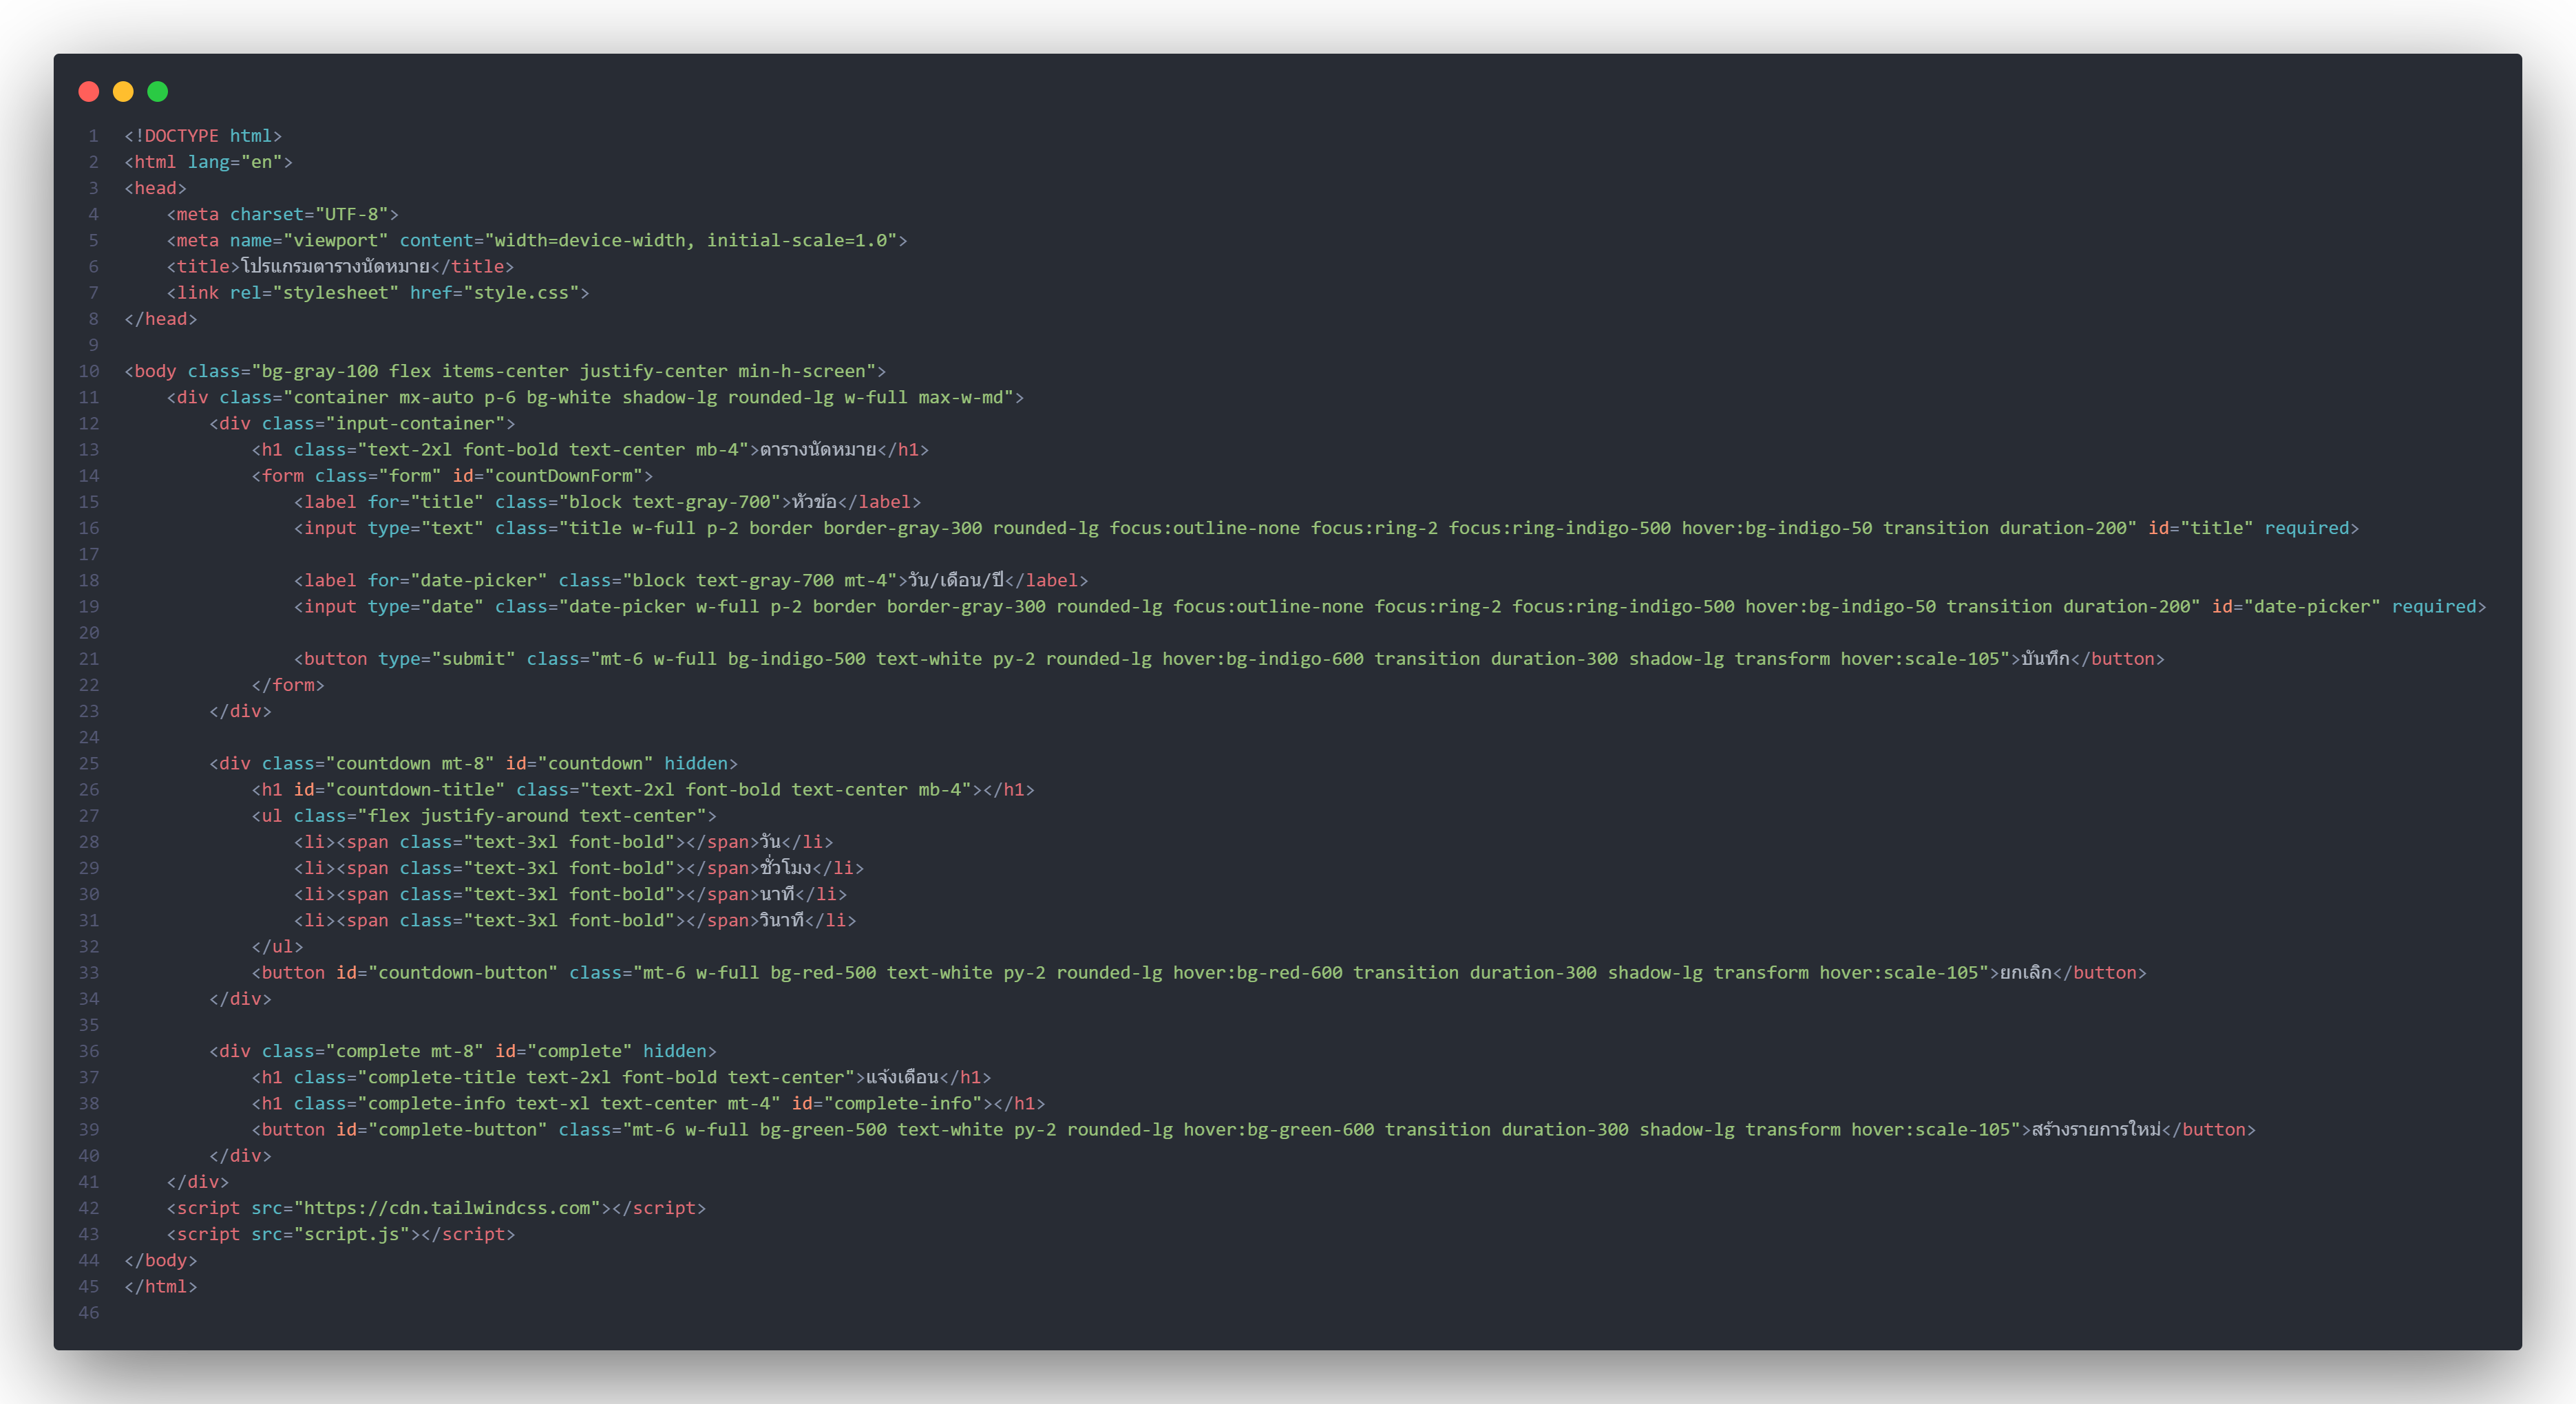 1 <!DOCTYPE html>
2 <html lang="en">
3 <head>
4     <meta charset="UTF-8">
5     <meta name="viewport" content="width=device-width, initial-scale=1.0">
6     <title>โปรแกรมตารางนัดหมาย</title>
7     <link rel="stylesheet" href="style.css">
8 </head>
9
10 <body class="bg-gray-100 flex items-center justify-center min-h-screen">
11     <div class="container mx-auto p-6 bg-white shadow-lg rounded-lg w-full max-w-md">
12         <div class="input-container">
13             <h1 class="text-2xl font-bold text-center mb-4">ตารางนัดหมาย</h1>
14             <form class="form" id="countDownForm">
15                 <label for="title" class="block text-gray-700">หัวข้อ</label>
16                 <input type="text" class="title w-full p-2 border border-gray-300 rounded-lg focus:outline-none focus:ring-2 focus:ring-indigo-500 hover:bg-indigo-50 transition duration-200" id="title" required>
17
18                 <label for="date-picker" class="block text-gray-700 mt-4">วัน/เดือน/ปี</label>
19                 <input type="date" class="date-picker w-full p-2 border border-gray-300 rounded-lg focus:outline-none focus:ring-2 focus:ring-indigo-500 hover:bg-indigo-50 transition duration-200" id="date-picker" required>
20
21                 <button type="submit" class="mt-6 w-full bg-indigo-500 text-white py-2 rounded-lg hover:bg-indigo-600 transition duration-300 shadow-lg transform hover:scale-105">บันทึก</button>
22             </form>
23         </div>
24
25         <div class="countdown mt-8" id="countdown" hidden>
26             <h1 id="countdown-title" class="text-2xl font-bold text-center mb-4"></h1>
27             <ul class="flex justify-around text-center">
28                 <li><span class="text-3xl font-bold"></span>วัน</li>
29                 <li><span class="text-3xl font-bold"></span>ชั่วโมง</li>
30                 <li><span class="text-3xl font-bold"></span>นาที</li>
31                 <li><span class="text-3xl font-bold"></span>วินาที</li>
32             </ul>
33             <button id="countdown-button" class="mt-6 w-full bg-red-500 text-white py-2 rounded-lg hover:bg-red-600 transition duration-300 shadow-lg transform hover:scale-105">ยกเลิก</button>
34         </div>
35
36         <div class="complete mt-8" id="complete" hidden>
37             <h1 class="complete-title text-2xl font-bold text-center">แจ้งเตือน</h1>
38             <h1 class="complete-info text-xl text-center mt-4" id="complete-info"></h1>
39             <button id="complete-button" class="mt-6 w-full bg-green-500 text-white py-2 rounded-lg hover:bg-green-600 transition duration-300 shadow-lg transform hover:scale-105">สร้างรายการใหม่</button>
40         </div>
41     </div>
42     <script src="https://cdn.tailwindcss.com"></script>
43     <script src="script.js"></script>
44 </body>
45 </html>
46